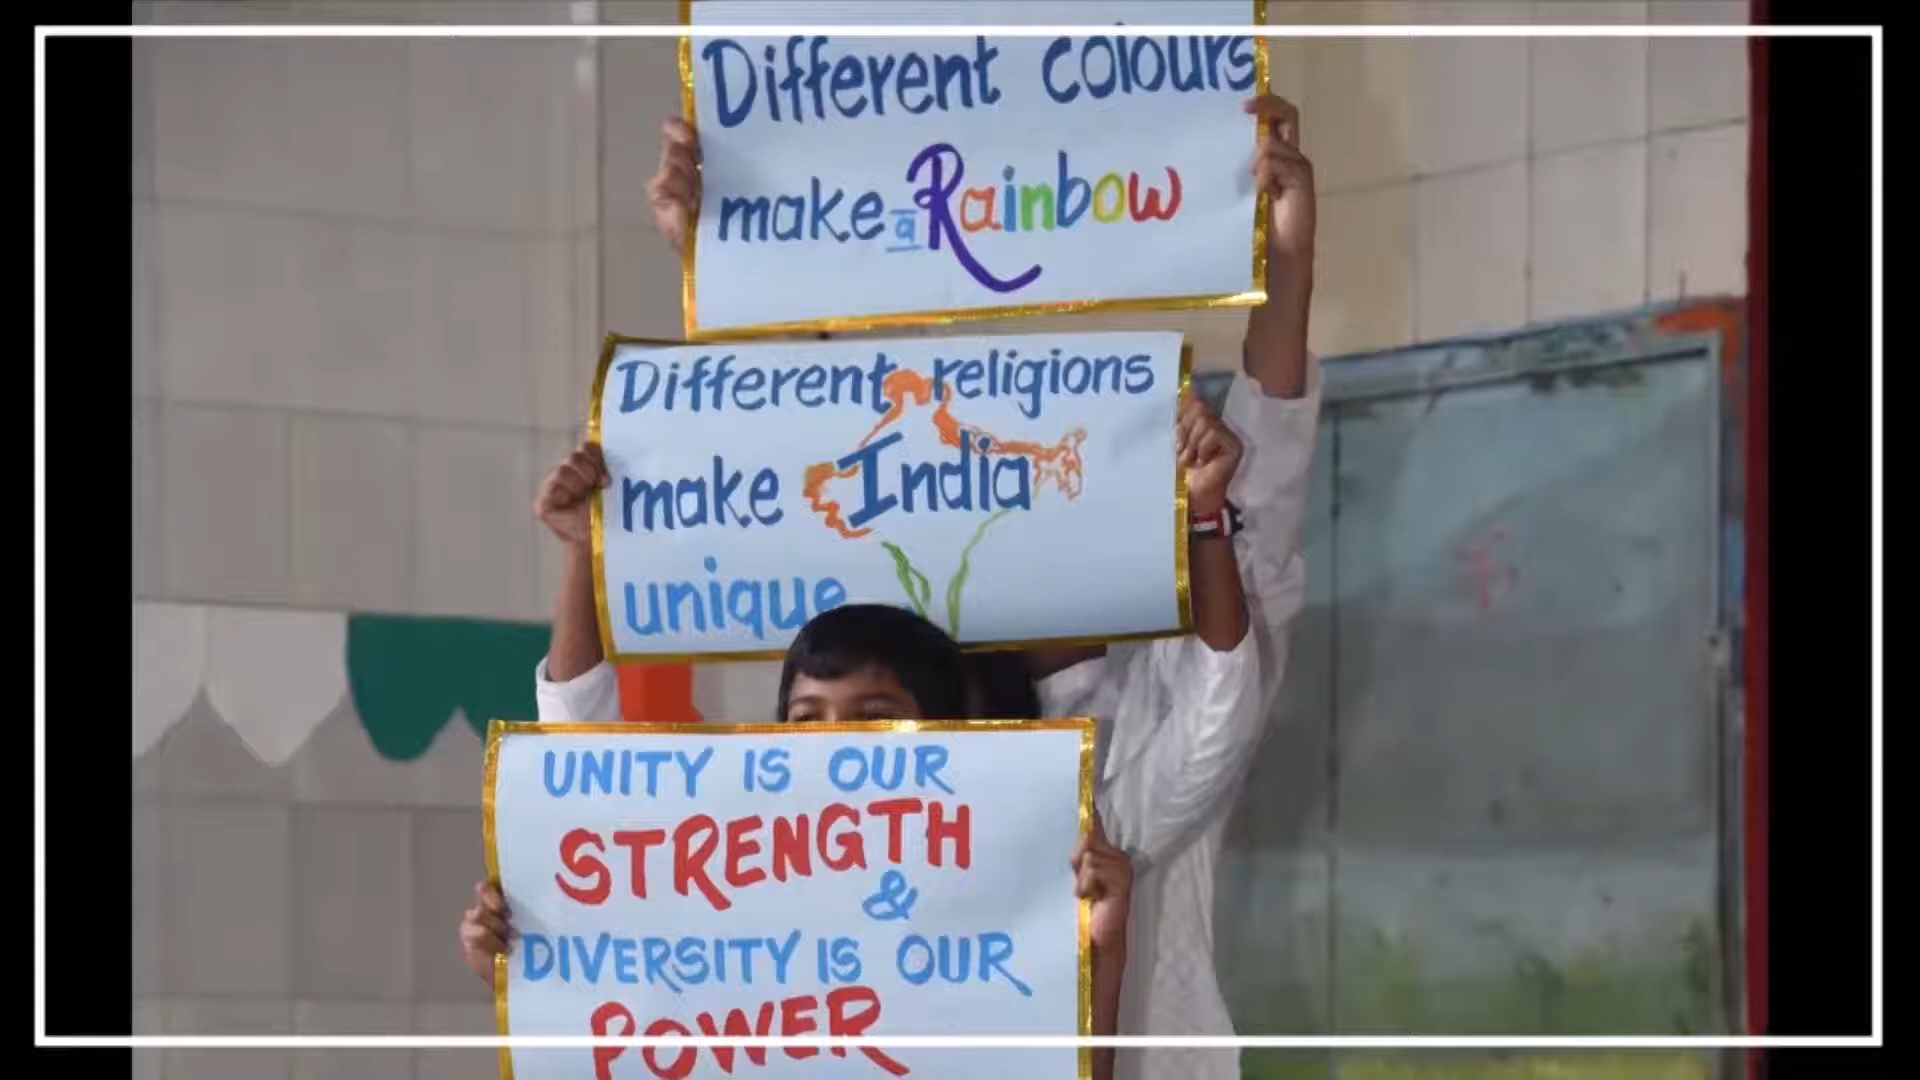 Different colours
make a Rainbow
Different religions
make India
unique
UNITY IS OUR
STRENGTH
&
DIVERSITY IS OUR
POWER